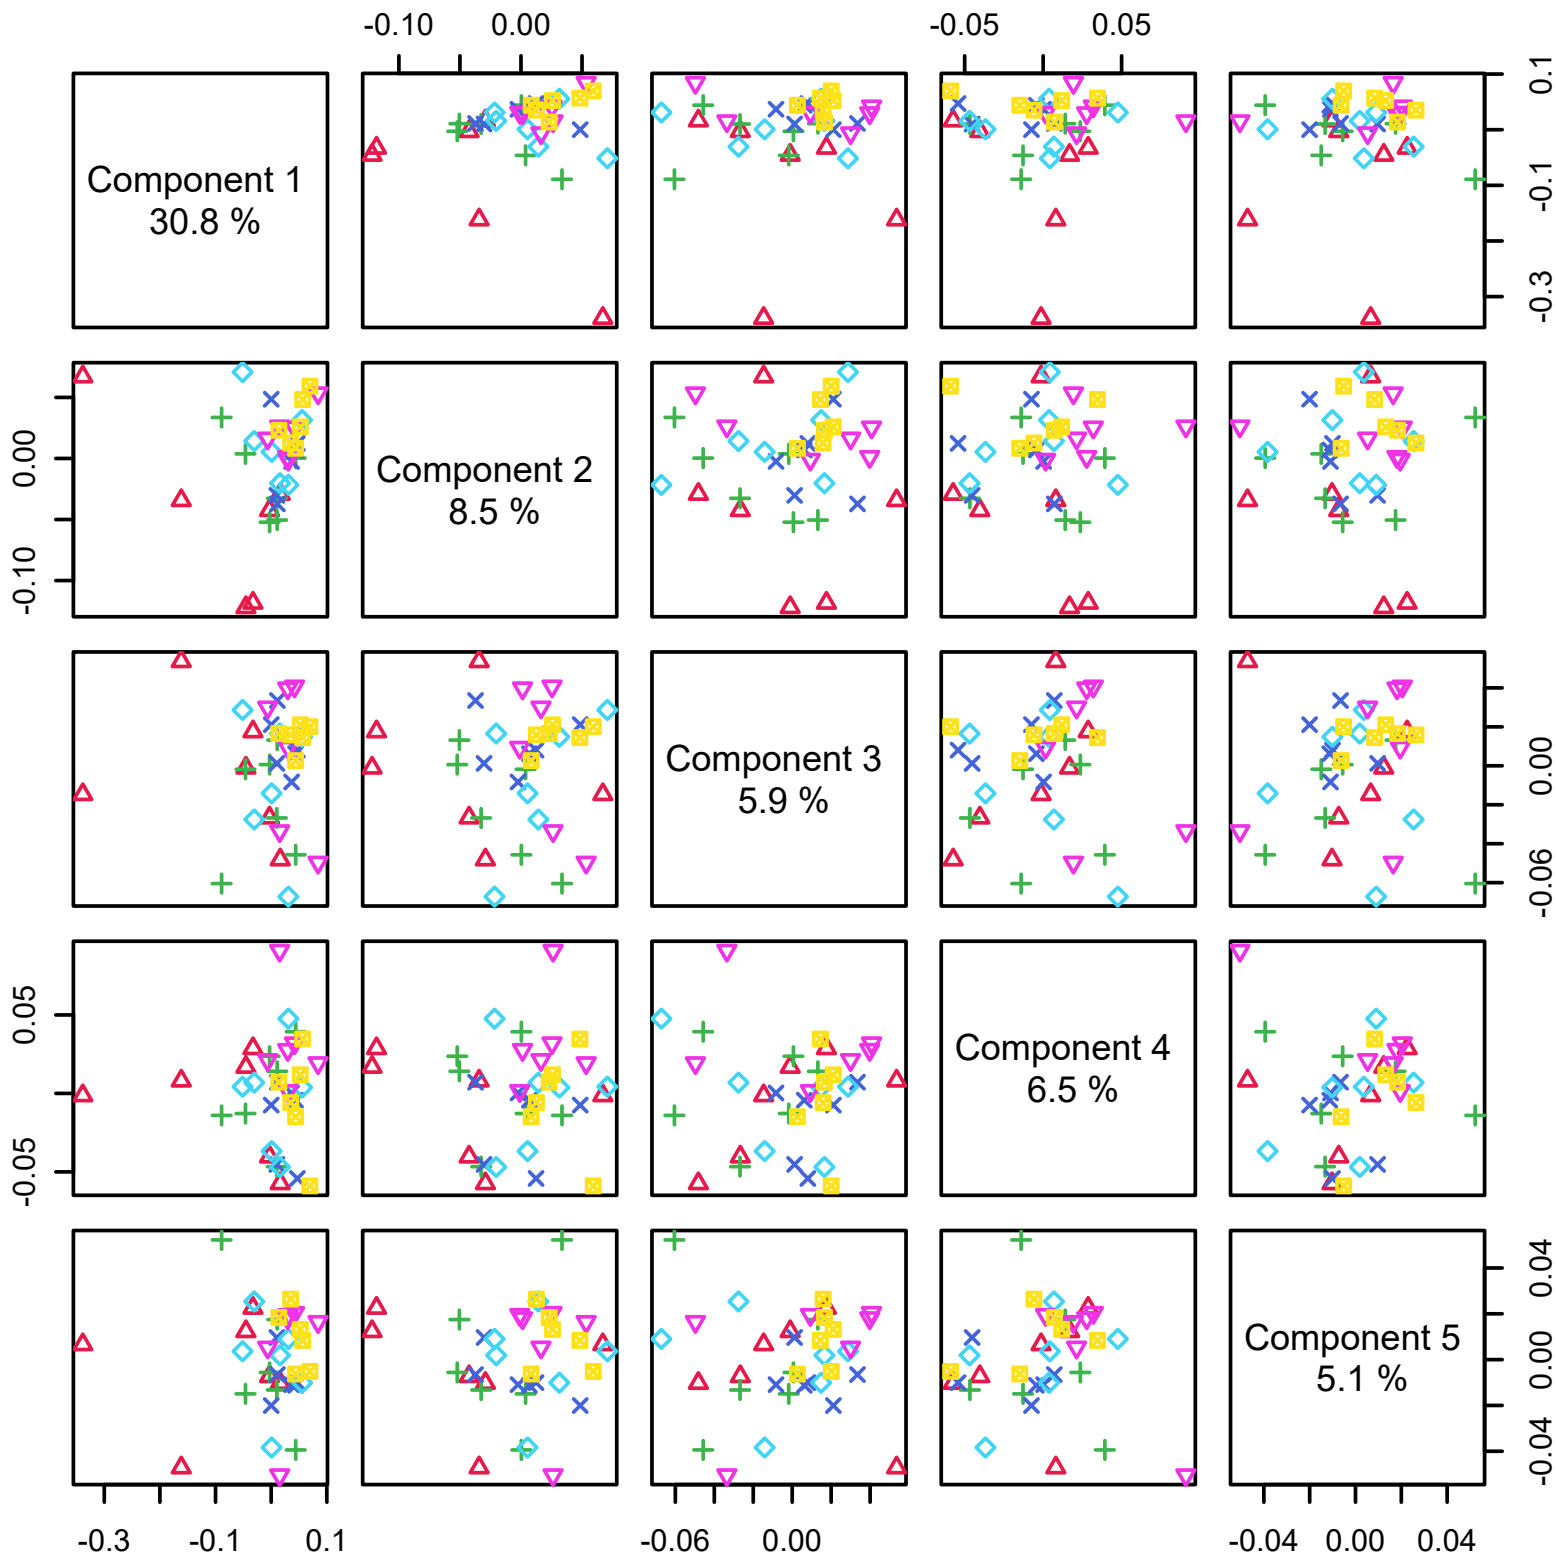 -0.10 0.00 -0.05 0.05
Component 1
30.8 %
-0.3 -0.1 0.1
0.00 -0.10
Component 2
8.5 %
Component 3
5.9 %
-0.06 0.00
0.05 -0.05
Component 4
6.5 %
Component 5
5.1 %
-0.04 0.00 0.04
-0.3 -0.1 0.1 -0.06 0.00 -0.04 0.00 0.04